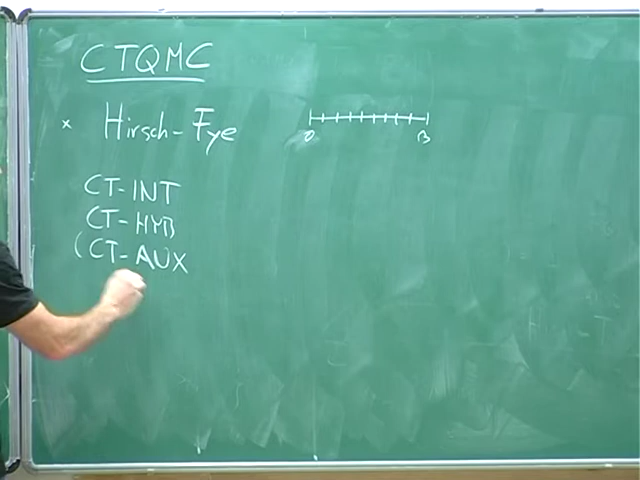 CTQMC
x Hirsch-Fye
0 β
CT-INT
CT-HYB
(CT-AUX